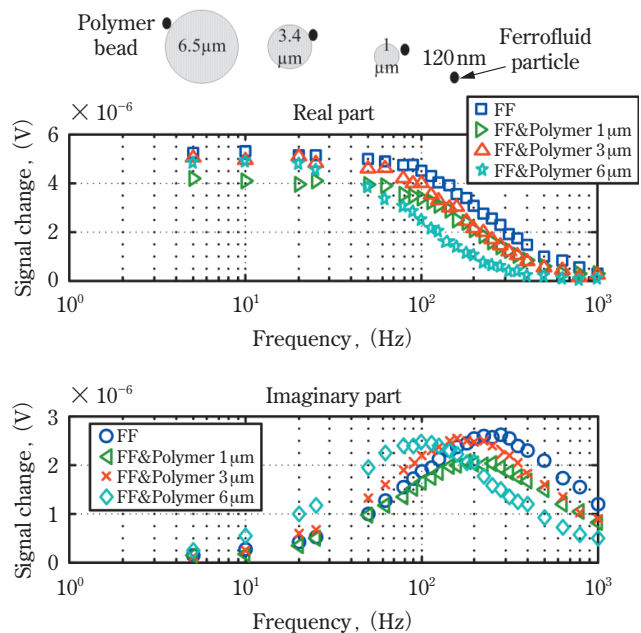 Polymer bead
6.5μm
3.4 μm
1 μm
120 nm
Ferrofluid particle
× 10⁻⁶
Real part
FF
FF&Polymer 1μm
FF&Polymer 3μm
FF&Polymer 6μm
Signal change, (V)
6
4
2
0
10⁰ 10¹ 10² 10³
Frequency, (Hz)
× 10⁻⁶
Imaginary part
FF
FF&Polymer 1μm
FF&Polymer 3μm
FF&Polymer 6μm
Signal change, (V)
3
2
1
0
10⁰ 10¹ 10² 10³
Frequency, (Hz)